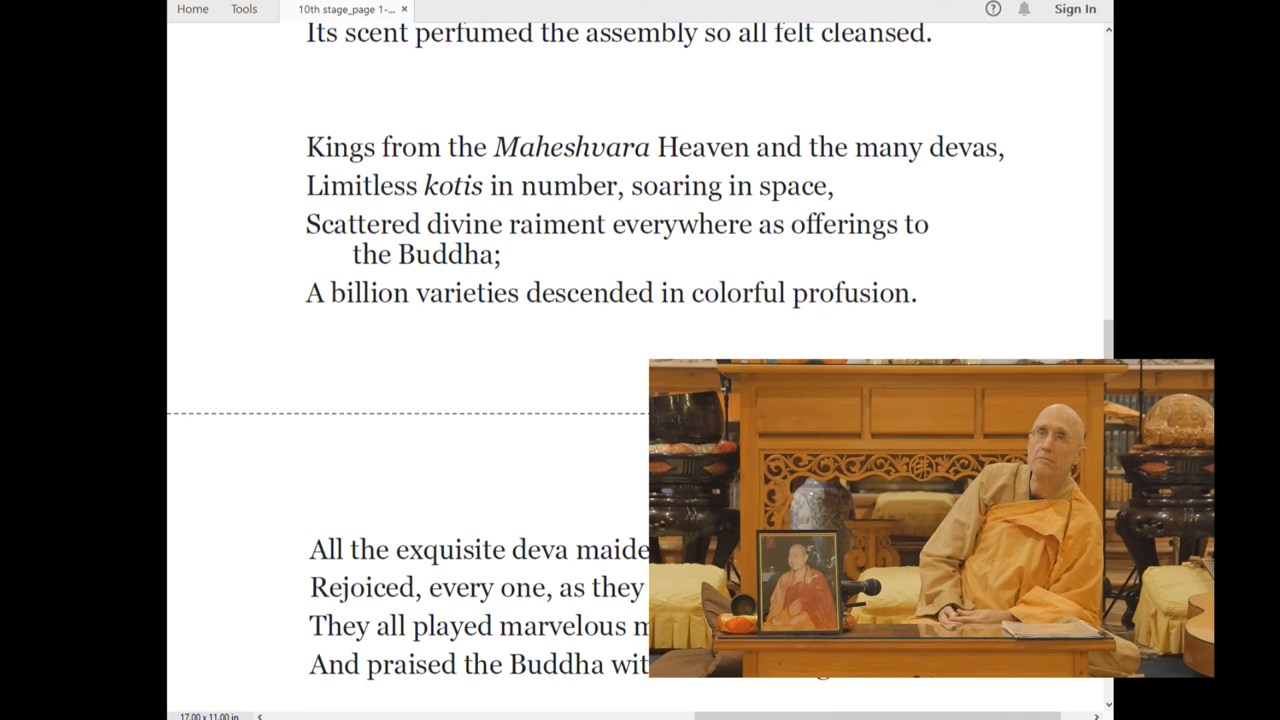 Home Tools 10th stage_page 1-... × ? Sign In
Its scent perfumed the assembly so all felt cleansed.
Kings from the Maheshvara Heaven and the many devas,
Limitless kotis in number, soaring in space,
Scattered divine raiment everywhere as offerings to
the Buddha;
A billion varieties descended in colorful profusion.
All the exquisite deva maide
Rejoiced, every one, as they
They all played marvelous m
And praised the Buddha wit
17.00 x 11.00 in